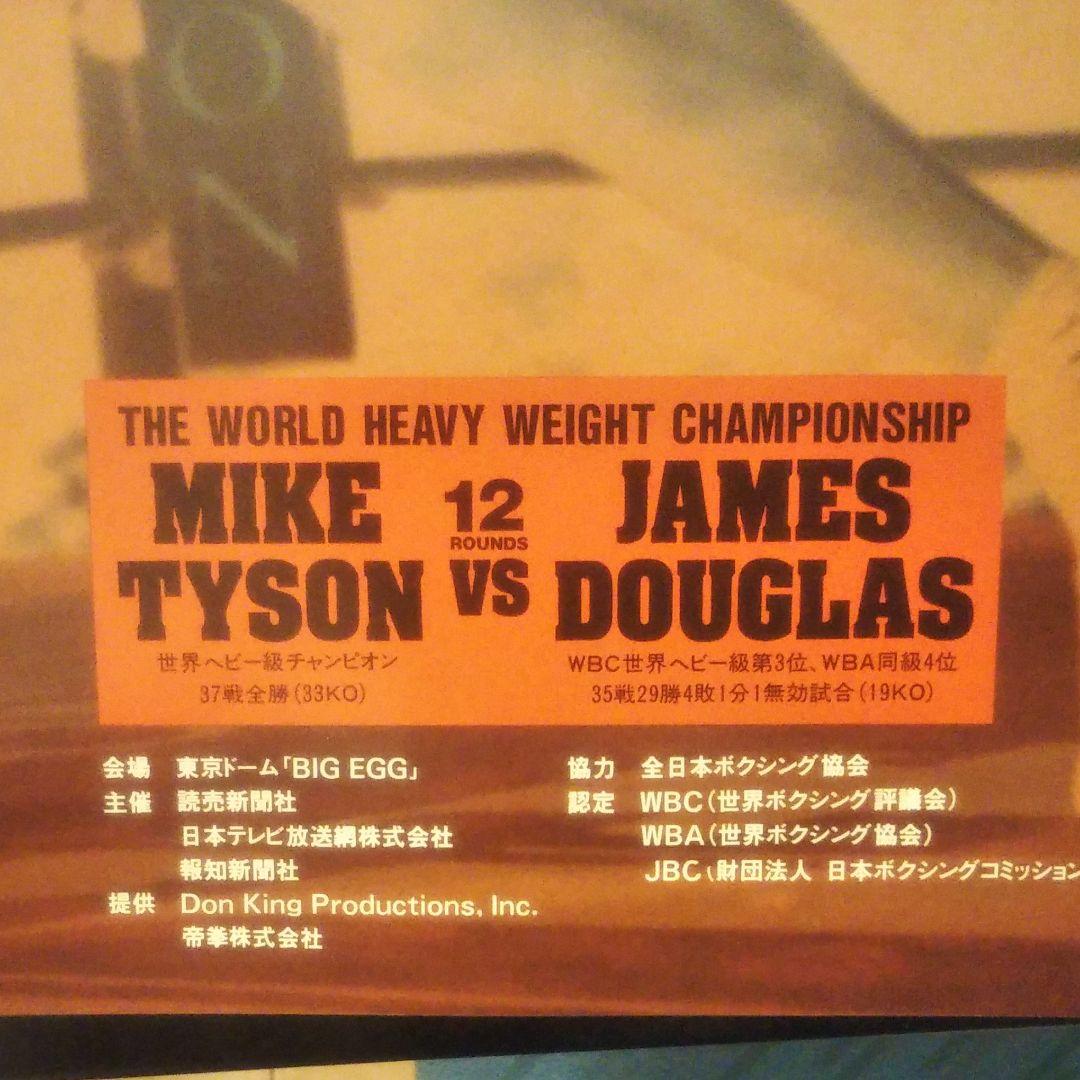 THE WORLD HEAVY WEIGHT CHAMPIONSHIP
MIKE
TYSON
12
ROUNDS
VS
JAMES
DOUGLAS
世界ヘビー級チャンピオン
37戦全勝(33KO)
WBC世界ヘビー級第3位、WBA同級4位
35戦29勝4敗1分1無効試合(19KO)
会場 東京ドーム「BIG EGG」
主催 読売新聞社
日本テレビ放送網株式会社
報知新聞社
提供 Don King Productions, Inc.
帝拳株式会社
協力 全日本ボクシング協会
認定 WBC(世界ボクシング評議会)
WBA(世界ボクシング協会)
JBC(財団法人 日本ボクシングコミッション